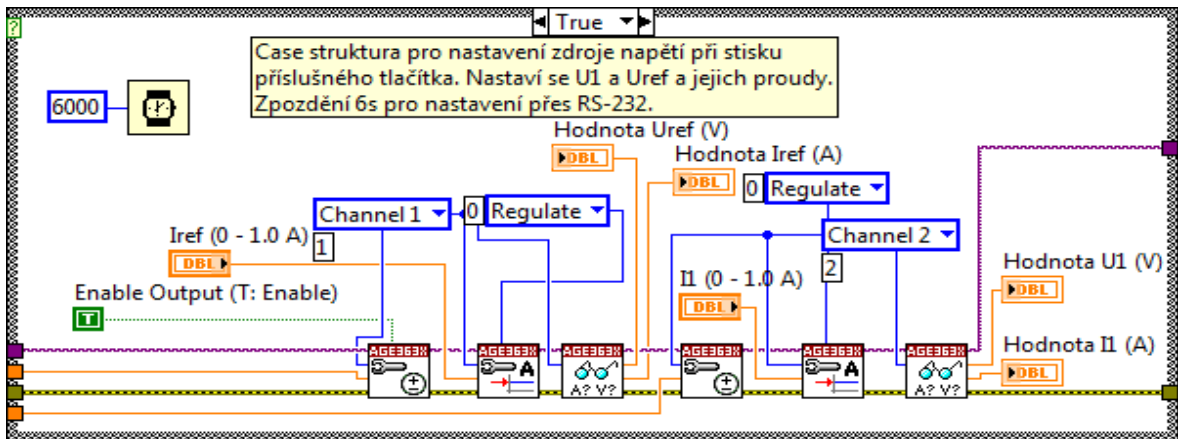 True
?
Case struktura pro nastavení zdroje napětí při stisku
příslušného tlačítka. Nastaví se U1 a Uref a jejich proudy.
Zpozdění 6s pro nastavení přes RS-232.
6000
Hodnota Uref (V)
DBL
Hodnota Iref (A)
DBL
0 Regulate
Channel 1
0 Regulate
1
Channel 2
2
Iref (0 - 1.0 A)
DBL
Enable Output (T: Enable)
T
I1 (0 - 1.0 A)
DBL
Hodnota U1 (V)
DBL
Hodnota I1 (A)
DBL
AGE363X
AGE363X
A
AGE363X
A? V?
AGE363X
AGE363X
A
AGE363X
A? V?